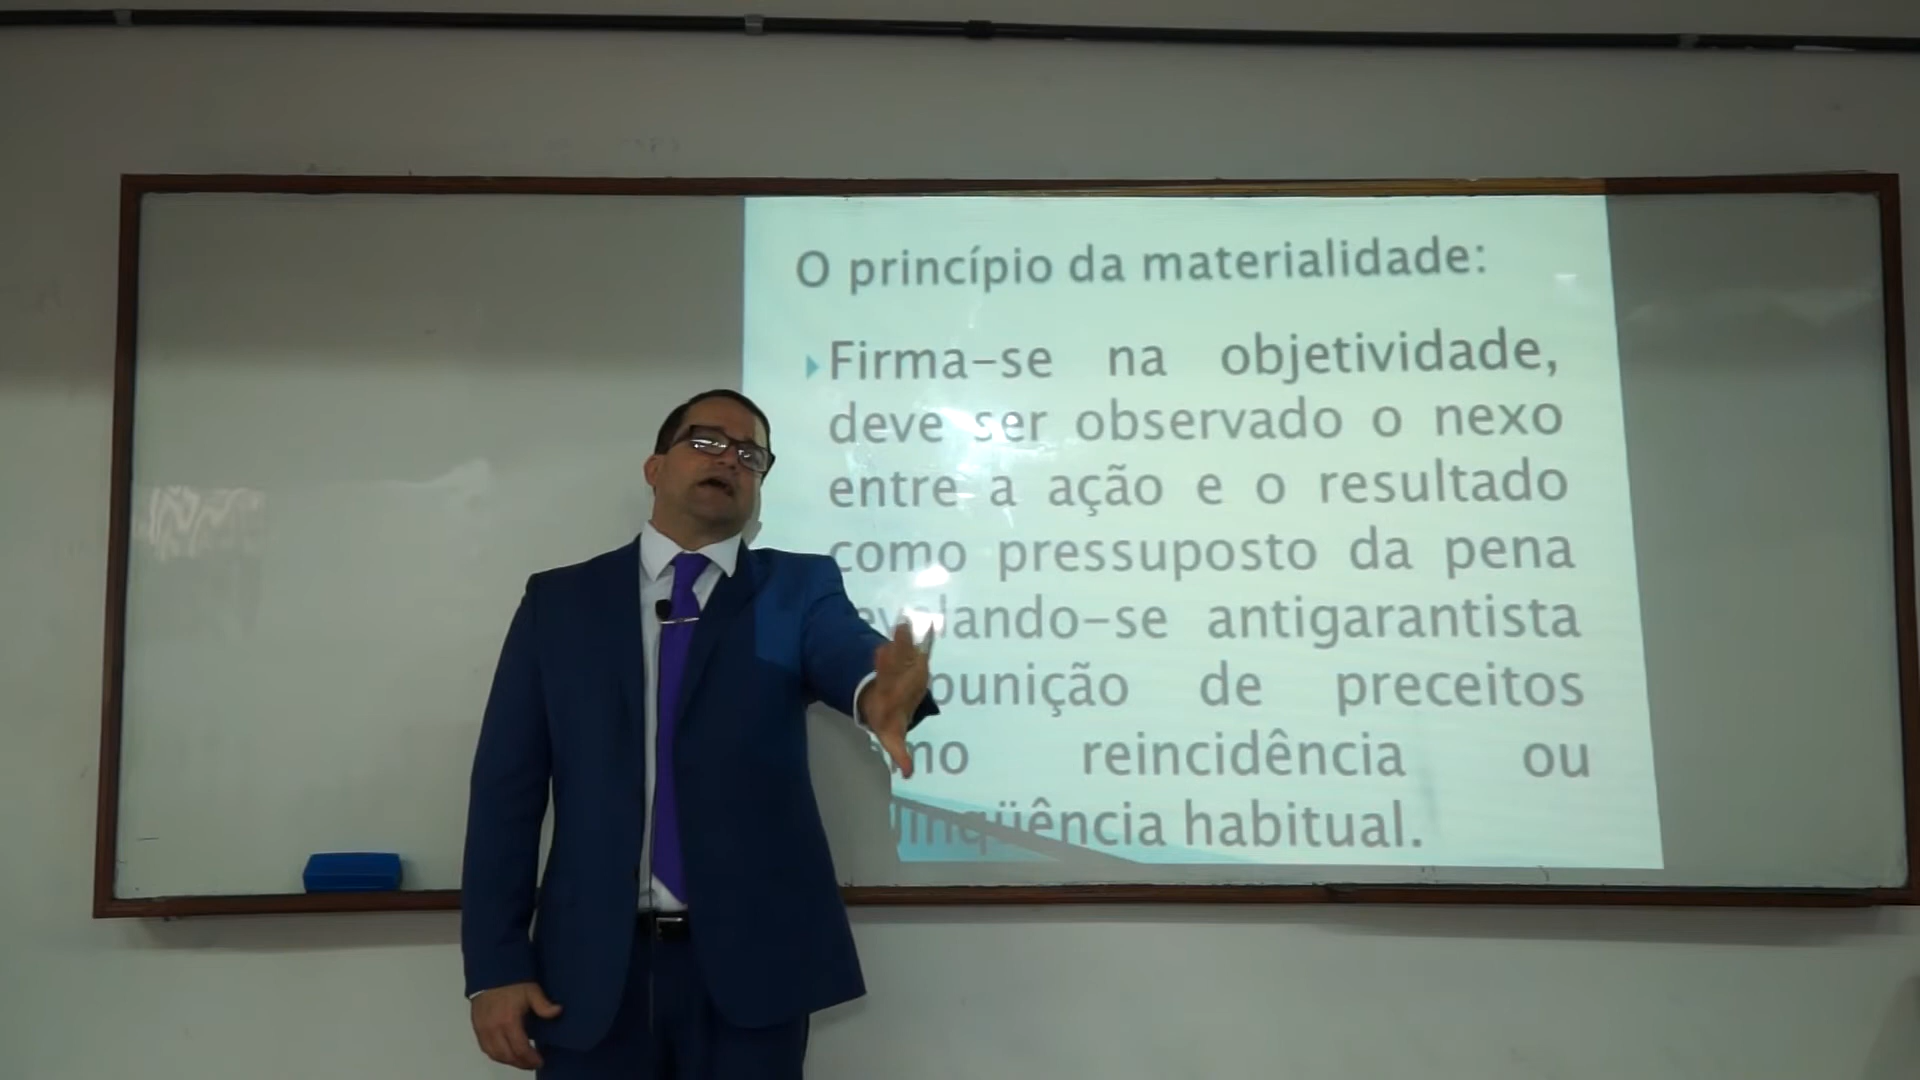 O princípio da materialidade:
Firma-se na objetividade,
deve ser observado o nexo
entre a ação e o resultado
como pressuposto da pena
antigarantista
punição de preceitos
reincidência ou
habitual.